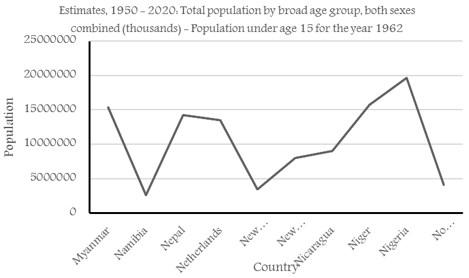 Estimates, 1950 - 2020: Total population by broad age group, both sexes
combined (thousands) - Population under age 15 for the year 1962
25000000
20000000
15000000
10000000
5000000
0
Population
Myanmar
Namibia
Nepal
Netherlands
New...
New...
Nicaragua
Niger
Nigeria
No...
Country